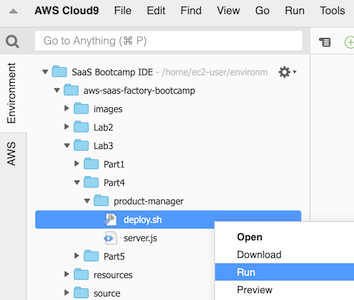 AWS Cloud9 File Edit Find View Go Run Tools
Go to Anything (⌘ P)
Environment
AWS
SaaS Bootcamp IDE - /home/ec2-user/environm
aws-saas-factory-bootcamp
images
Lab2
Lab3
Part1
Part4
product-manager
deploy.sh
server.js
Part5
resources
source
Open
Download
Run
Preview